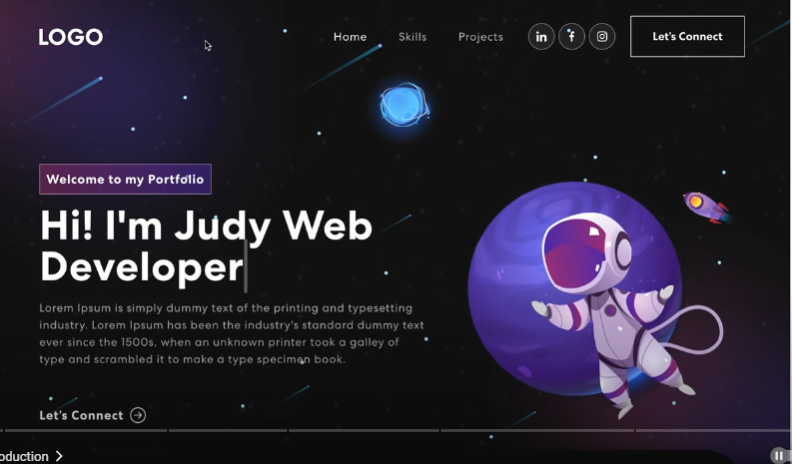 LOGO
Home
Skills
Projects
in
f
Let's Connect
Welcome to my Portfolio
Hi! I'm Judy Web
Developer
Lorem Ipsum is simply dummy text of the printing and typesetting
industry. Lorem Ipsum has been the industry's standard dummy text
ever since the 1500s, when an unknown printer took a galley of
type and scrambled it to make a type specimen book.
Let's Connect
oduction